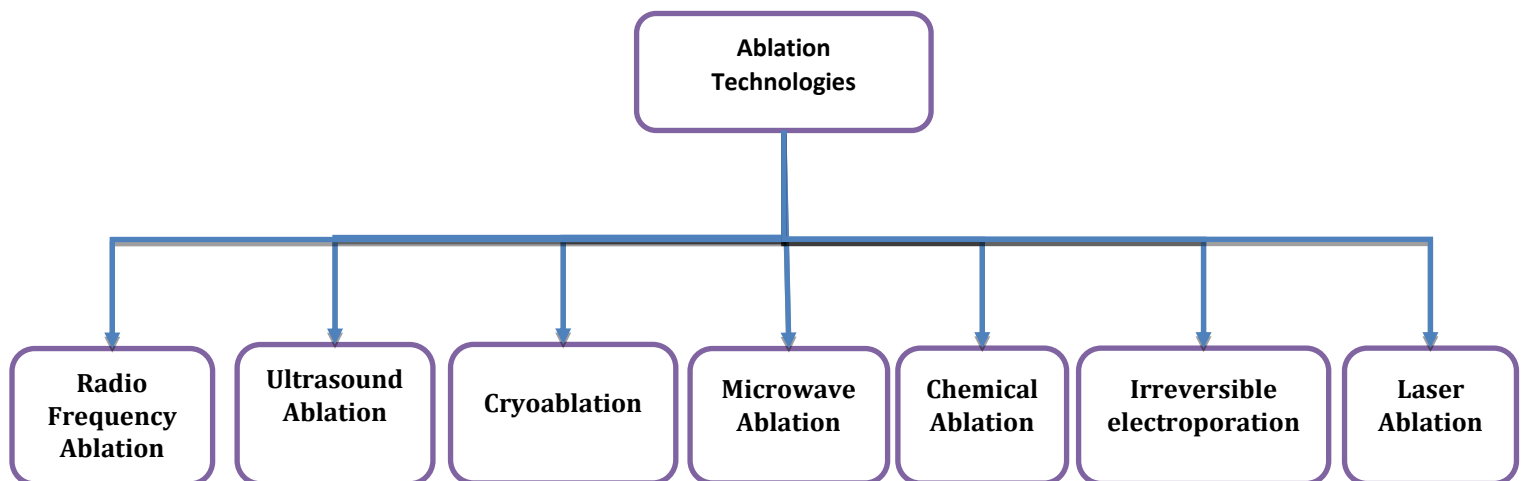 Ablation
Technologies
Radio
Frequency
Ablation
Ultrasound
Ablation
Cryoablation
Microwave
Ablation
Chemical
Ablation
Irreversible
electroporation
Laser
Ablation